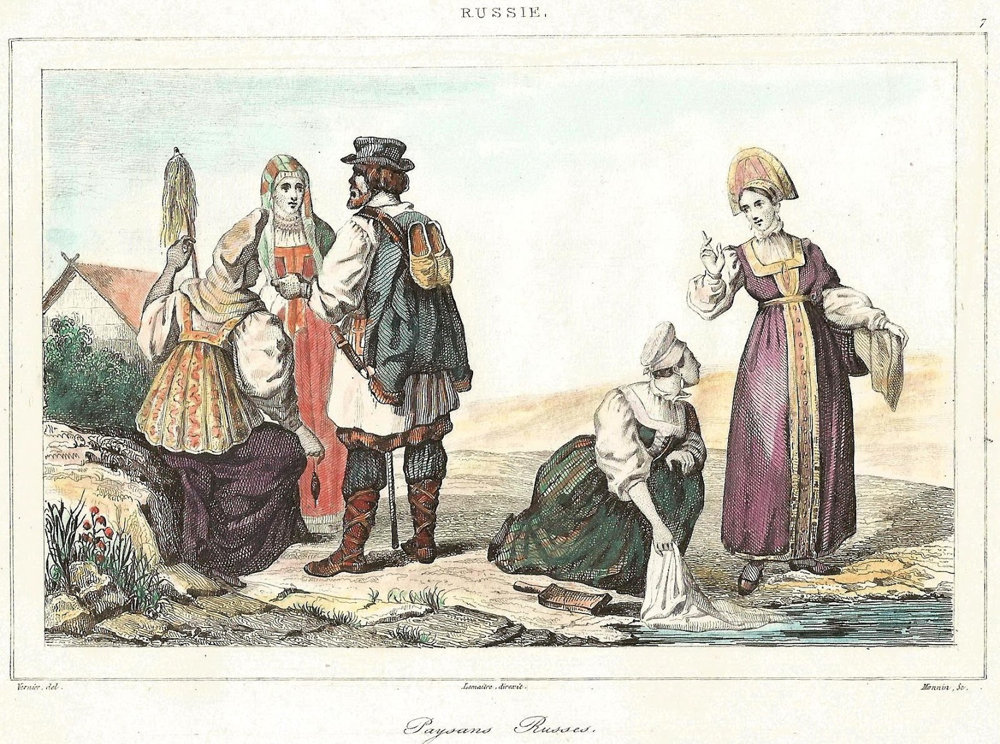 RUSSIE.
7
Vernier, del.
Lemaitre, direxit.
Monnin, Sc.
Paysans Russes.